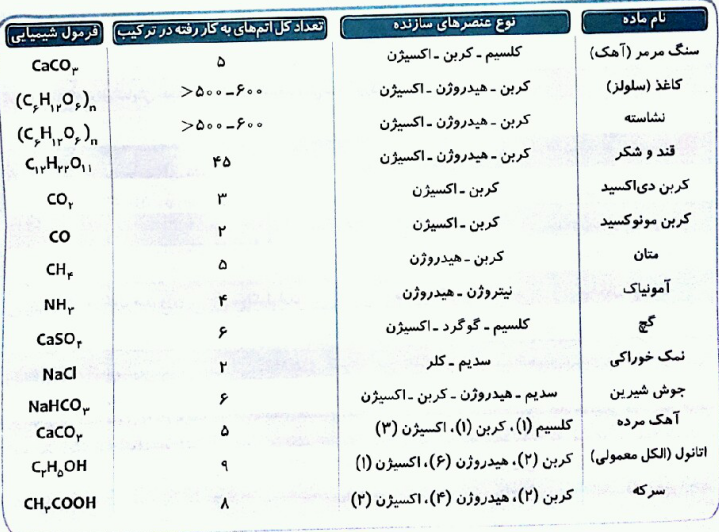 نام ماده | نوع عنصرهای سازنده | تعداد کل اتم‌های به کار رفته در ترکیب | فرمول شیمیایی
سنگ مرمر (آهک) | کلسیم - کربن - اکسیژن | ۵ | CaCO۳
کاغذ (سلولز) | کربن - هیدروژن - اکسیژن | >۵۰۰-۶۰۰ | (C۶H۱۲O۶)n
نشاسته | کربن - هیدروژن - اکسیژن | >۵۰۰-۶۰۰ | (C۶H۱۲O۶)n
قند و شکر | کربن - هیدروژن - اکسیژن | ۴۵ | C۱۲H۲۲O۱۱
کربن دی‌اکسید | کربن - اکسیژن | ۳ | CO۲
کربن مونوکسید | کربن - اکسیژن | ۲ | CO
متان | کربن - هیدروژن | ۵ | CH۴
آمونیاک | نیتروژن - هیدروژن | ۴ | NH۳
گچ | کلسیم - گوگرد - اکسیژن | ۶ | CaSO۴
نمک خوراکی | سدیم - کلر | ۲ | NaCl
جوش شیرین | سدیم - هیدروژن - کربن - اکسیژن | ۶ | NaHCO۳
آهک مرده | کلسیم (۱)، کربن (۱)، اکسیژن (۳) | ۵ | CaCO۳
اتانول (الکل معمولی) | کربن (۲)، هیدروژن (۶)، اکسیژن (۱) | ۹ | C۲H۵OH
سرکه | کربن (۲)، هیدروژن (۴)، اکسیژن (۲) | ۸ | CH۳COOH